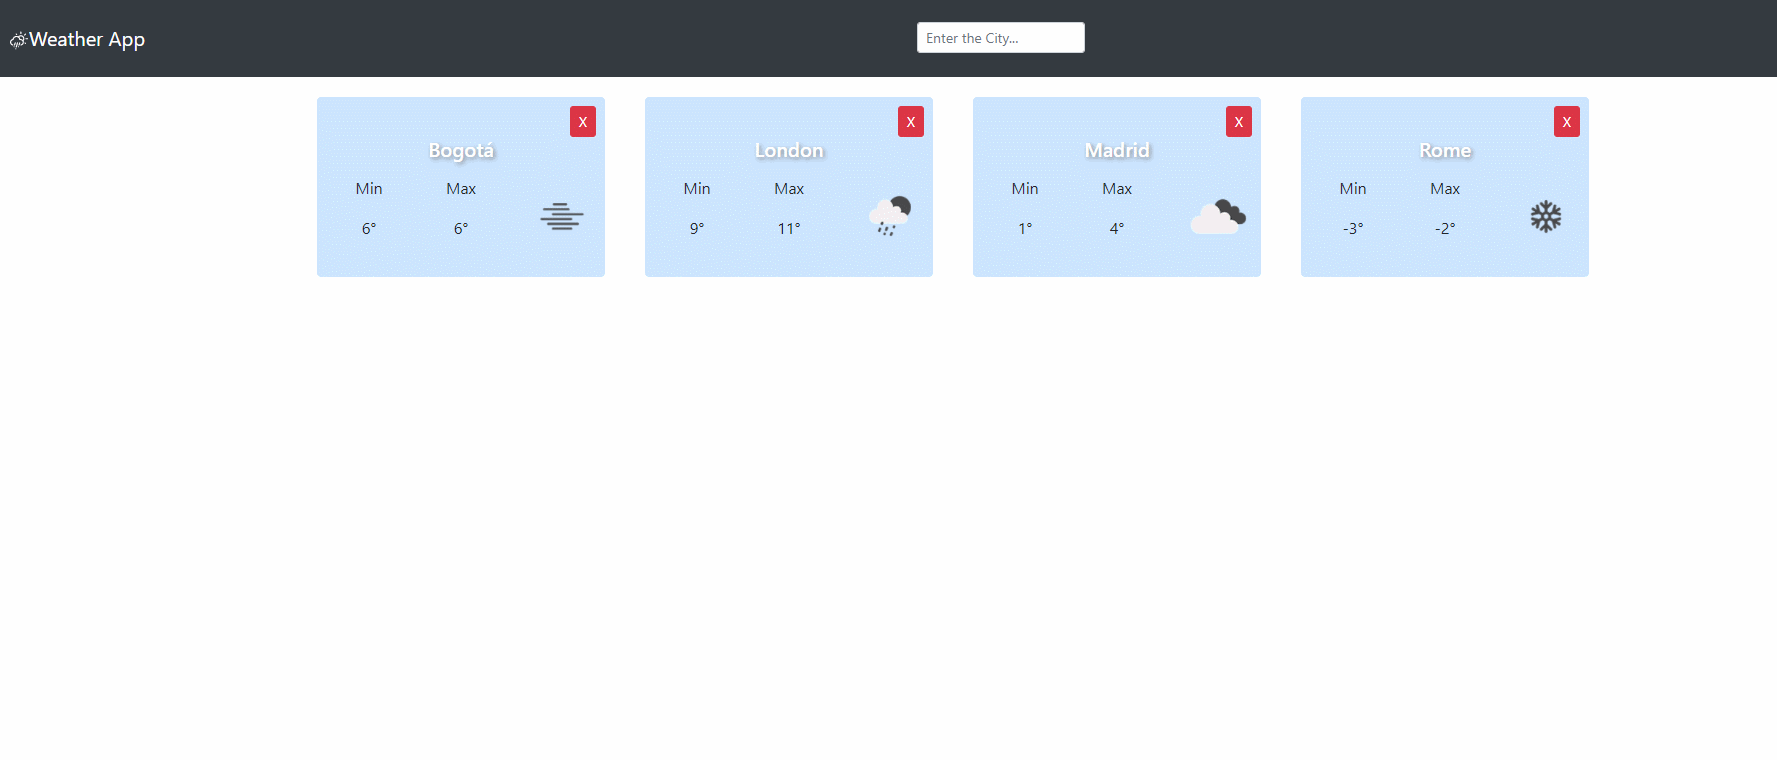 Weather App
Enter the City...
X
Bogotá
Min Max
6° 6°
X
London
Min Max
9° 11°
X
Madrid
Min Max
1° 4°
X
Rome
Min Max
-3° -2°